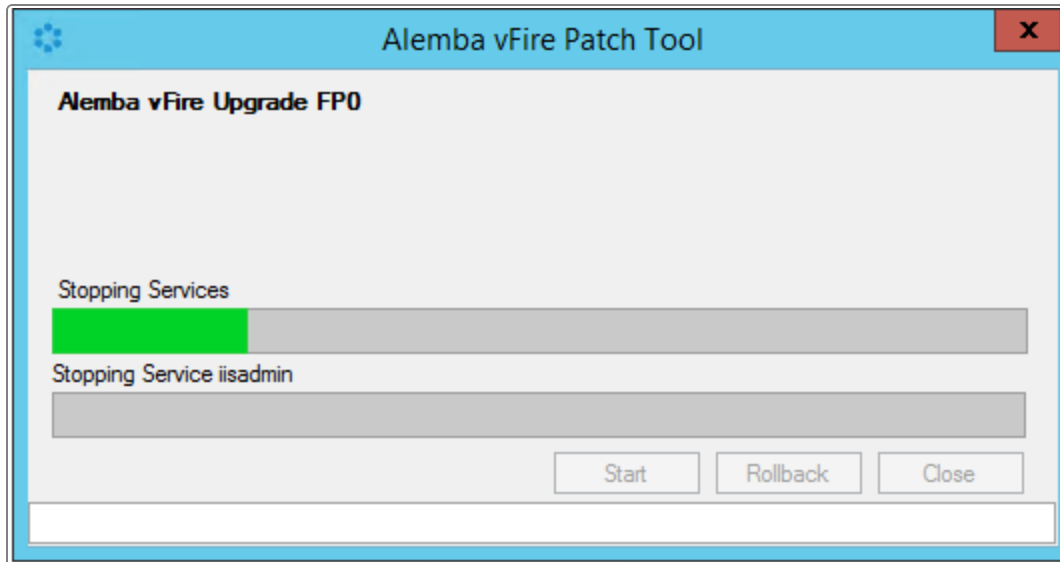 Alemba vFire Patch Tool
x
Alemba vFire Upgrade FP0
Stopping Services
Stopping Service iisadmin
Start Rollback Close